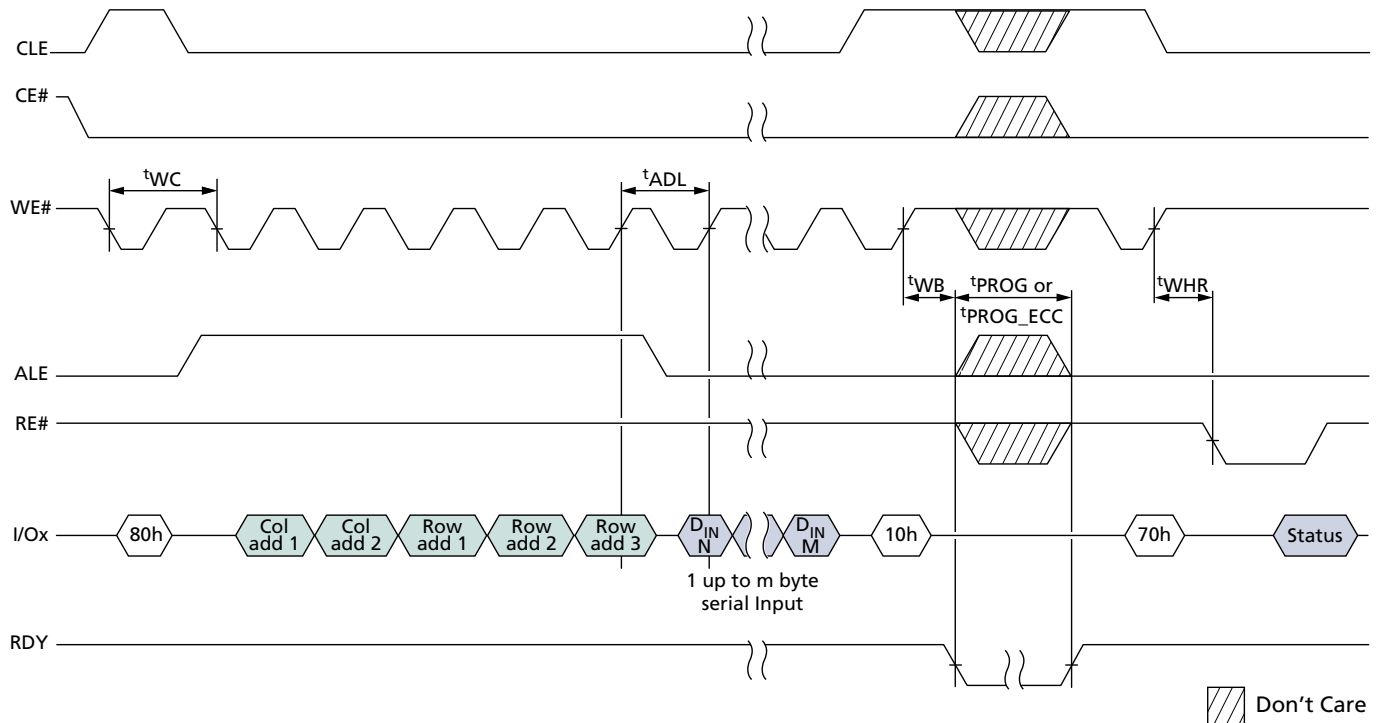 CLE
CE#
tWC
tADL
WE#
tWB
tPROG or
tPROG_ECC
tWHR
ALE
RE#
I/Ox
80h
Col
add 1
Col
add 2
Row
add 1
Row
add 2
Row
add 3
DIN
N
DIN
M
10h
70h
Status
1 up to m byte
serial Input
RDY
Don't Care